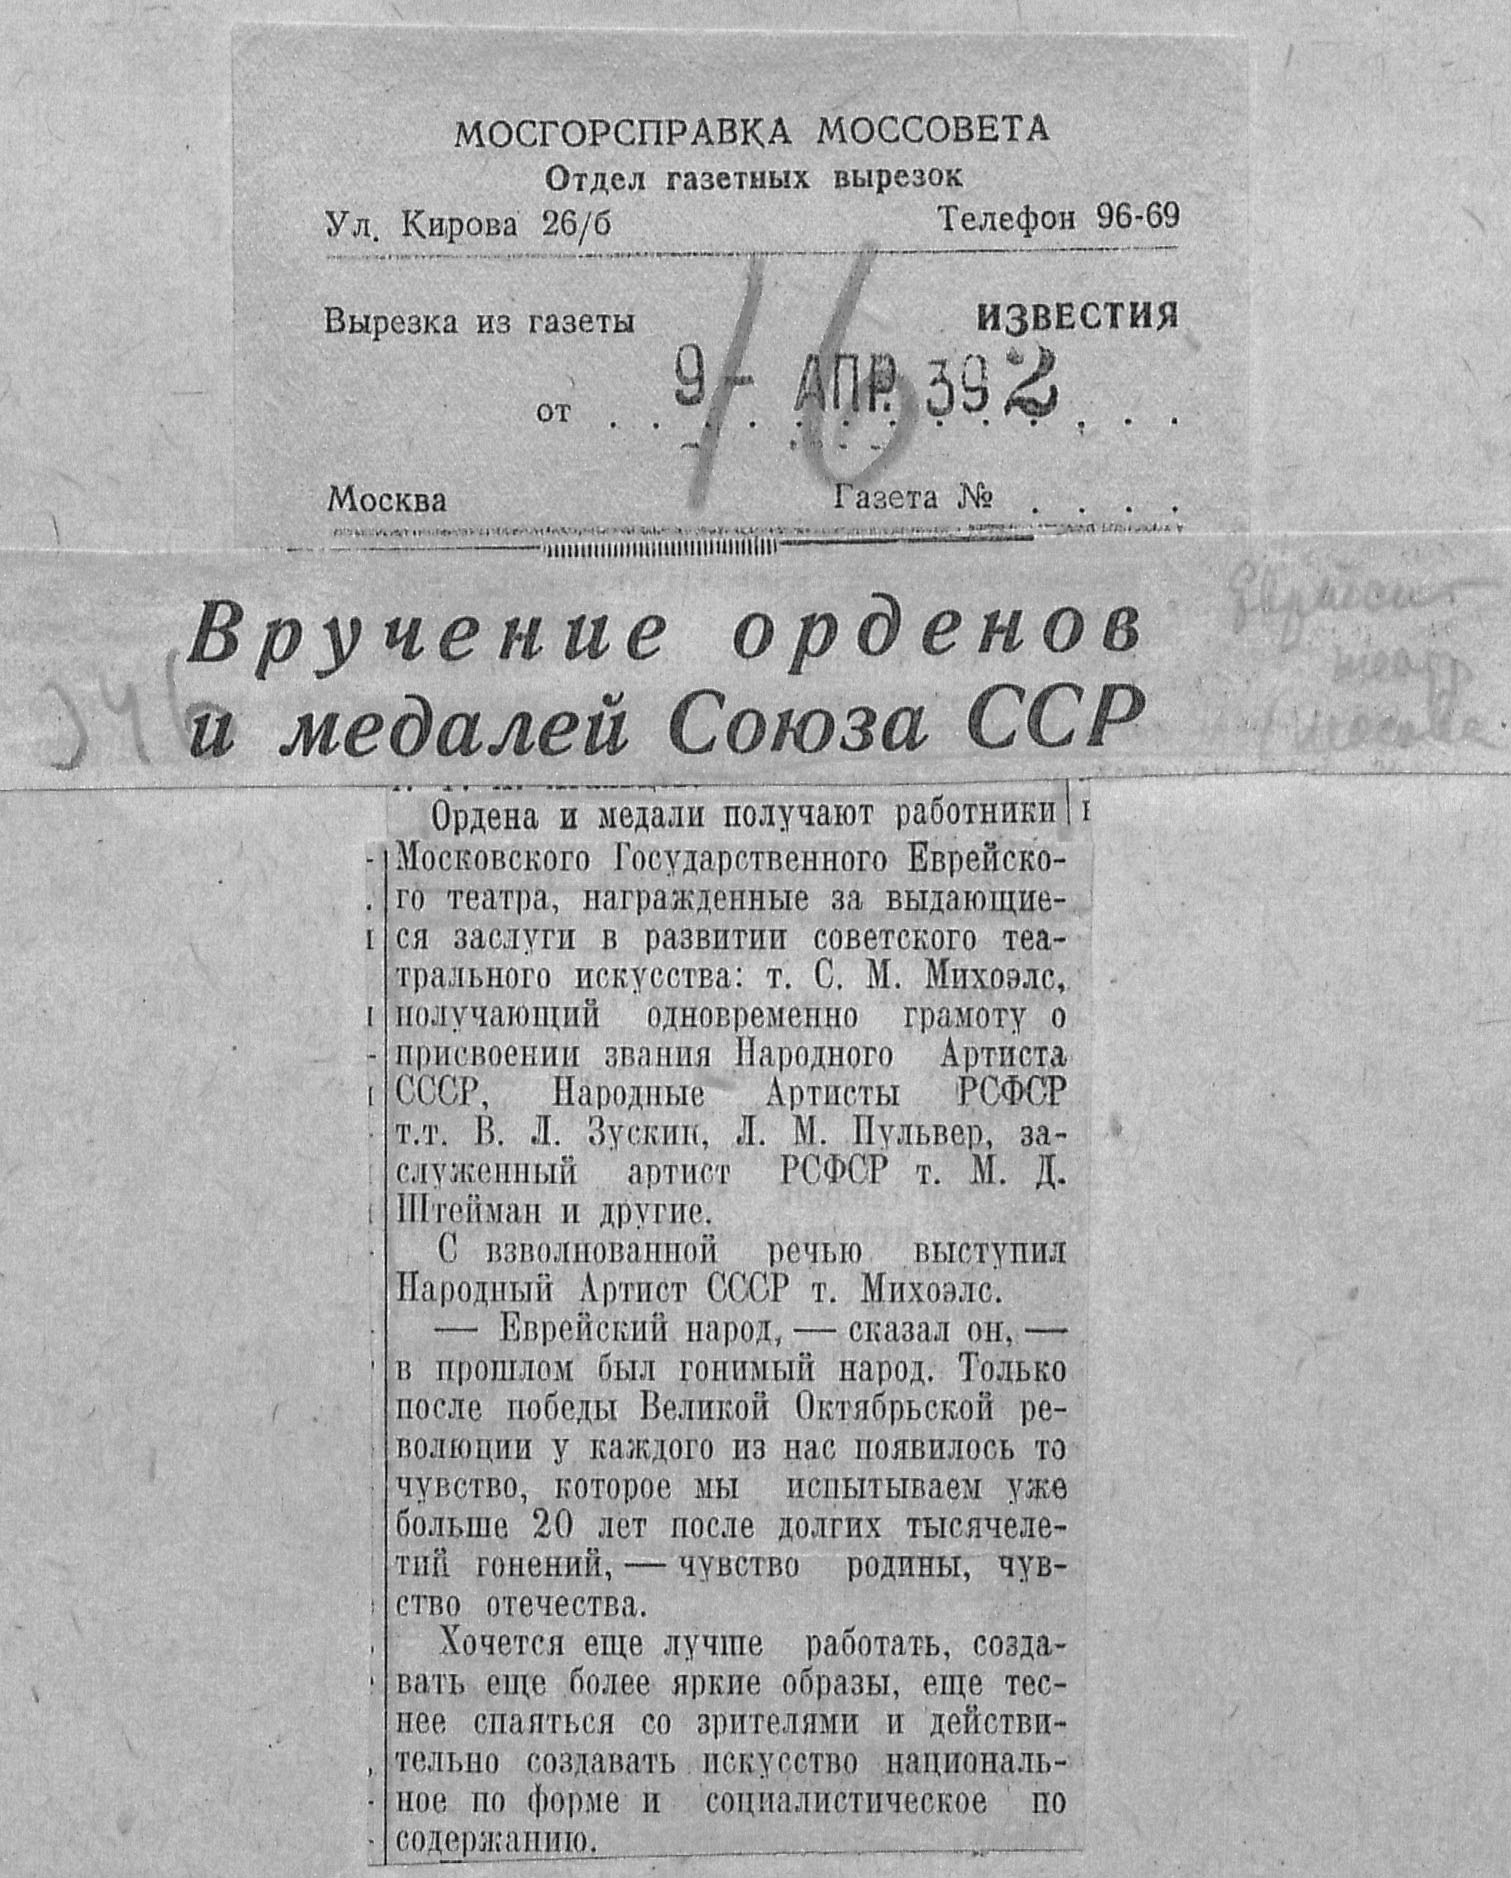 МОСГОРСПРАВКА МОССОВЕТА
Отдел газетных вырезок
Ул. Кирова 26/б Телефон 96-69
Вырезка из газеты ИЗВЕСТИЯ
16
от 9- АПР. 39 2
Москва Газета № . . . .
Вручение орденов
и медалей Союза ССР
Еврейск
театр
Москва
Ордена и медали получают работники
Московского Государственного Еврейско-
го театра, награжденные за выдающие-
ся заслуги в развитии советского теа-
трального искусства: т. С. М. Михоэлс,
получающий одновременно грамоту о
присвоении звания Народного Артиста
СССР, Народные Артисты РСФСР
т.т. В. Л. Зускин, Л. М. Пульвер, за-
служенный артист РСФСР т. М. Д.
Штейман и другие.
С взволнованной речью выступил
Народный Артист СССР т. Михоэлс.
— Еврейский народ, — сказал он, —
в прошлом был гонимый народ. Только
после победы Великой Октябрьской ре-
волюции у каждого из нас появилось то
чувство, которое мы испытываем уже
больше 20 лет после долгих тысячеле-
тий гонений, — чувство родины, чув-
ство отечества.
Хочется еще лучше работать, созда-
вать еще более яркие образы, еще тес-
нее спаяться со зрителями и действи-
тельно создавать искусство националь-
ное по форме и социалистическое по
содержанию.